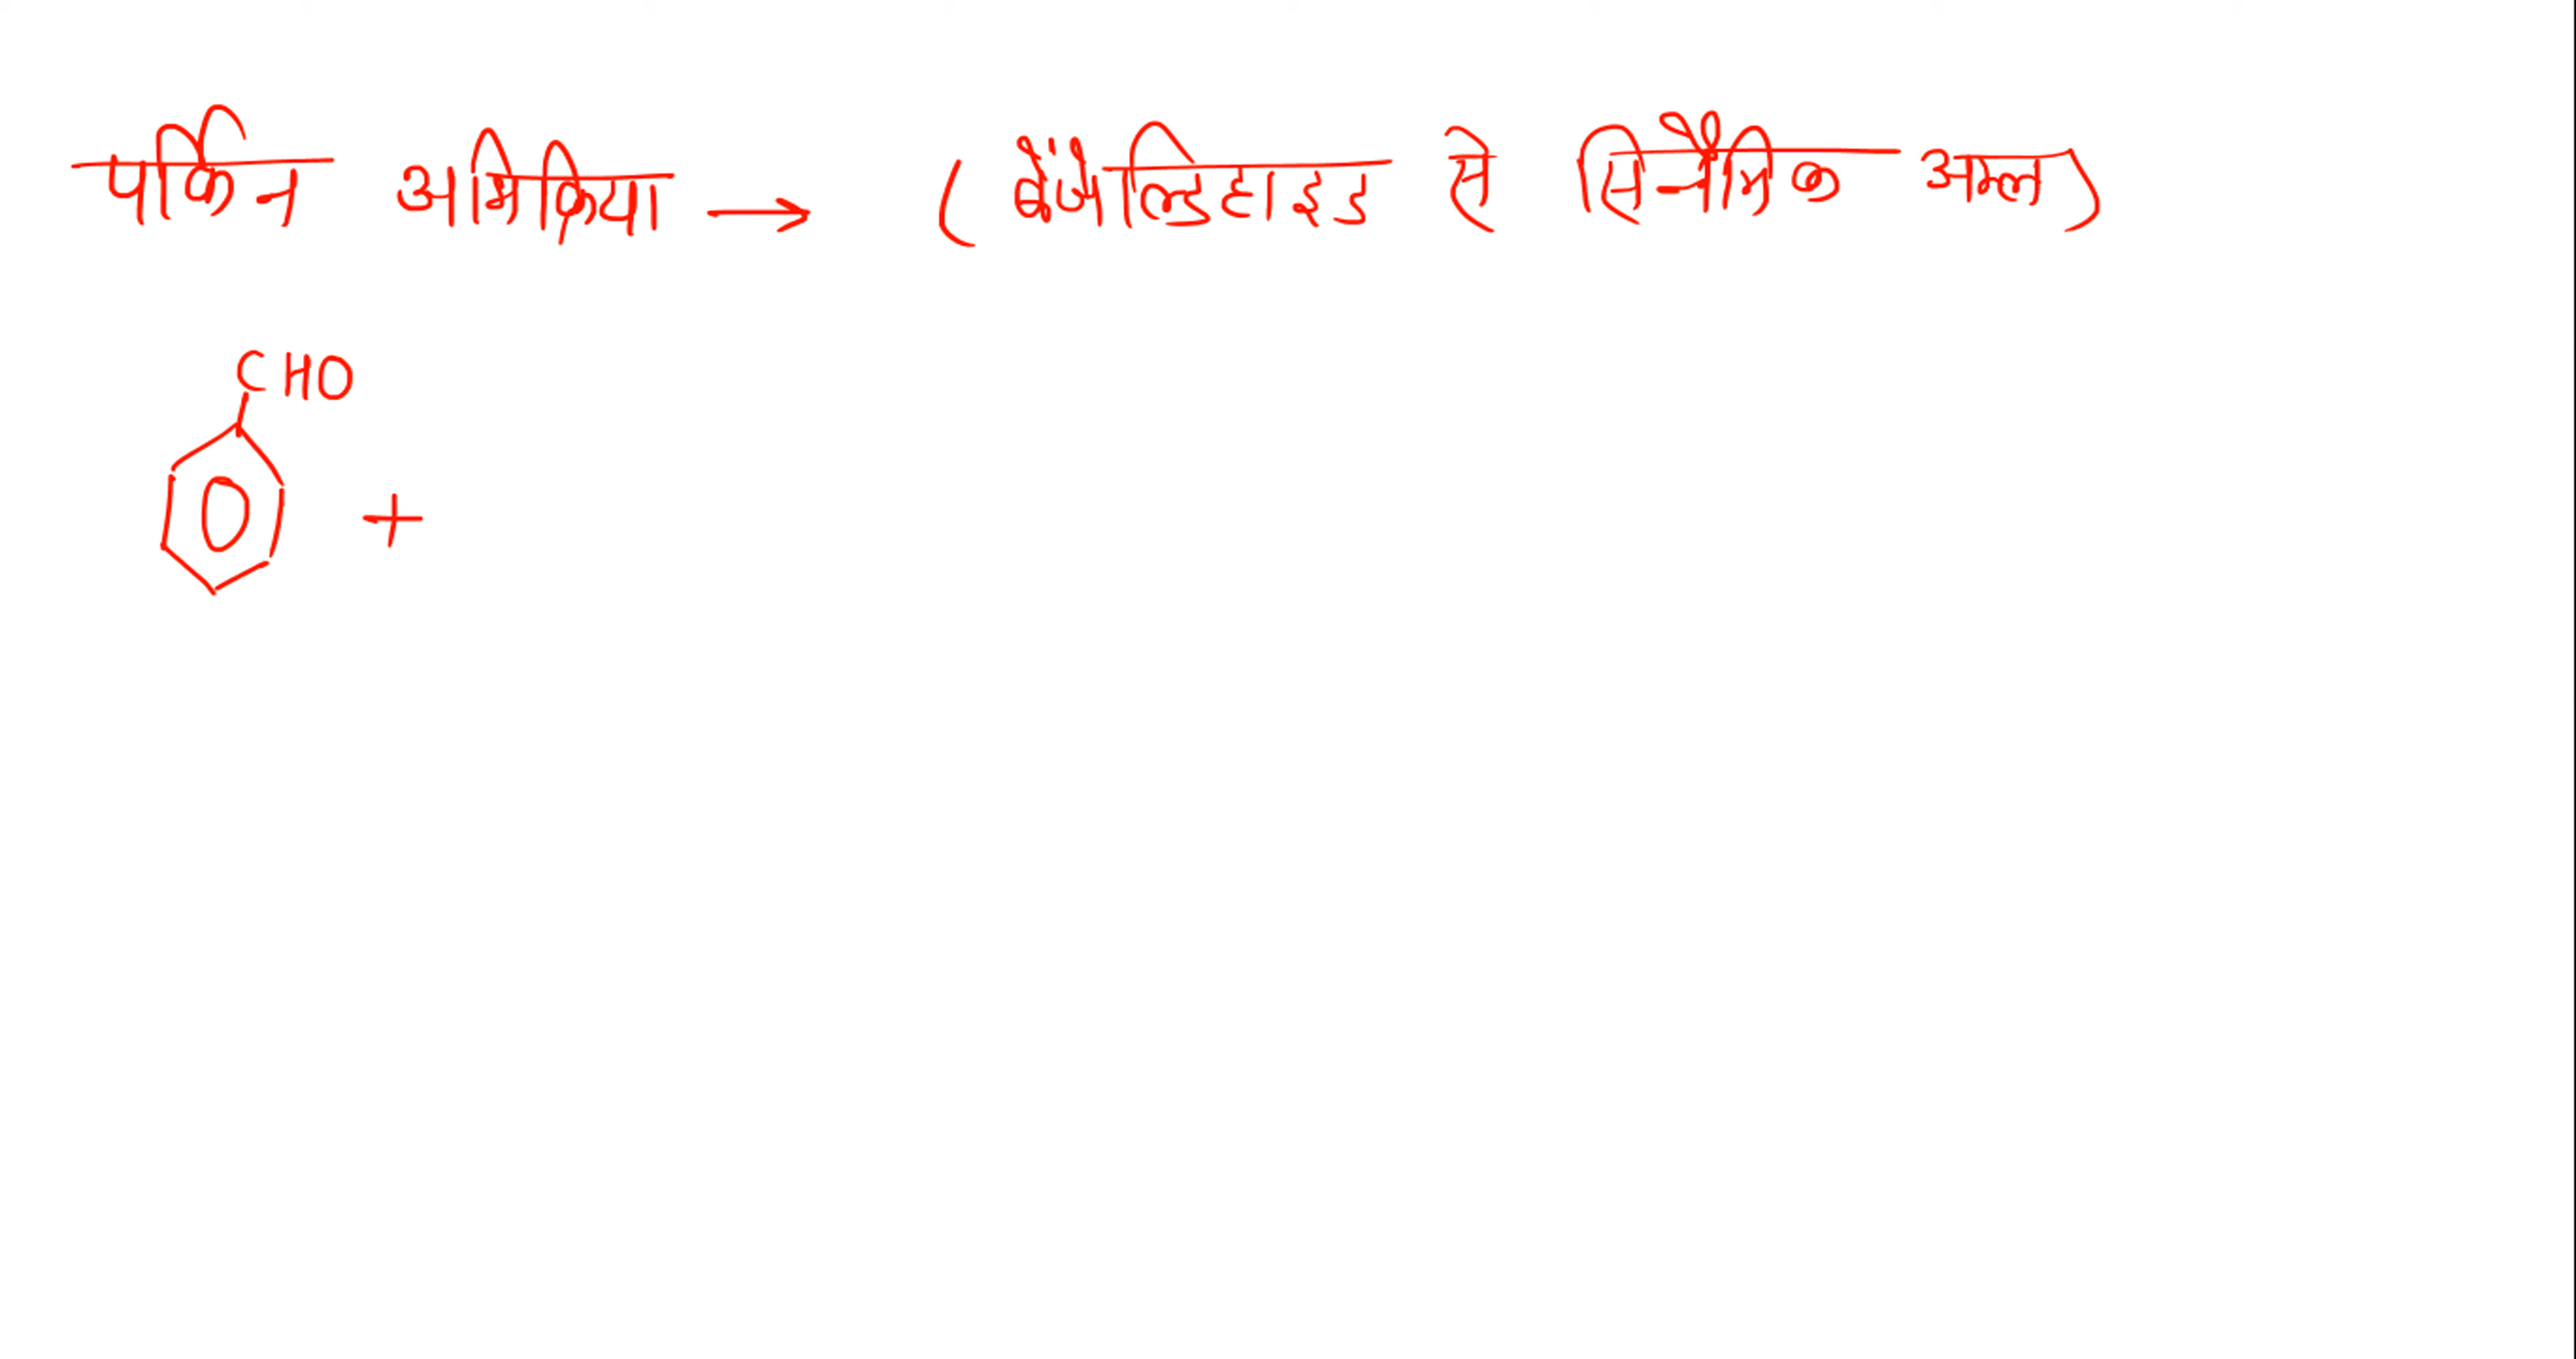 पर्किन अभिक्रिया → (बेंजेल्डिहाइड से सिन्नैमिक अम्ल)
CHO
+